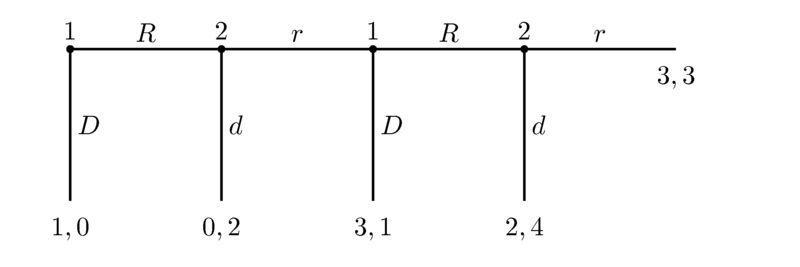 1 R 2 r 1 R 2 r
3, 3
D d D d
1, 0 0, 2 3, 1 2, 4